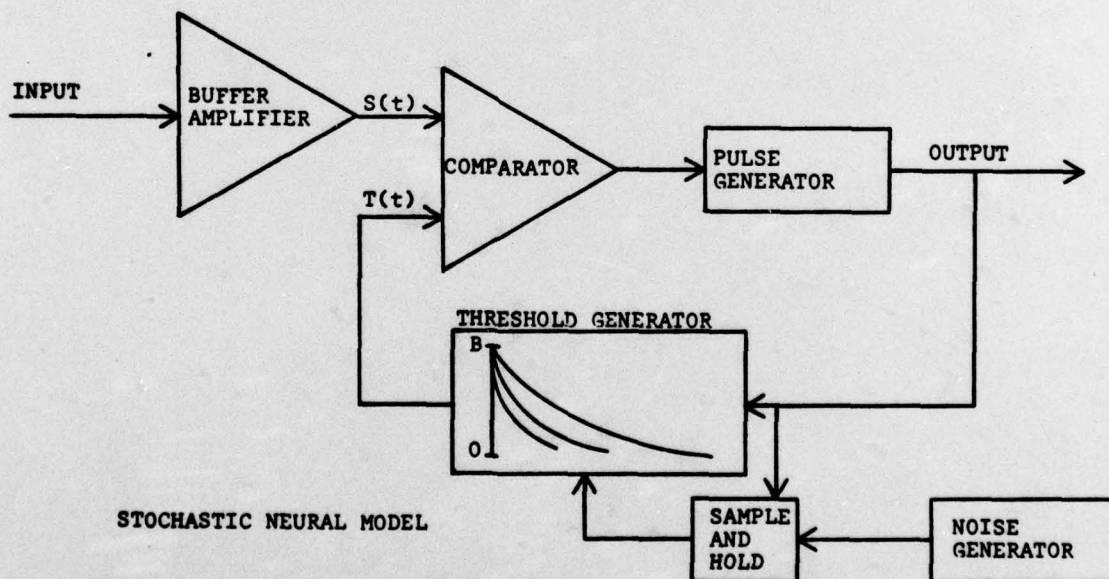 INPUT
BUFFER
AMPLIFIER
S(t)
T(t)
COMPARATOR
PULSE
GENERATOR
OUTPUT
THRESHOLD GENERATOR
B
O
STOCHASTIC NEURAL MODEL
SAMPLE
AND
HOLD
NOISE
GENERATOR